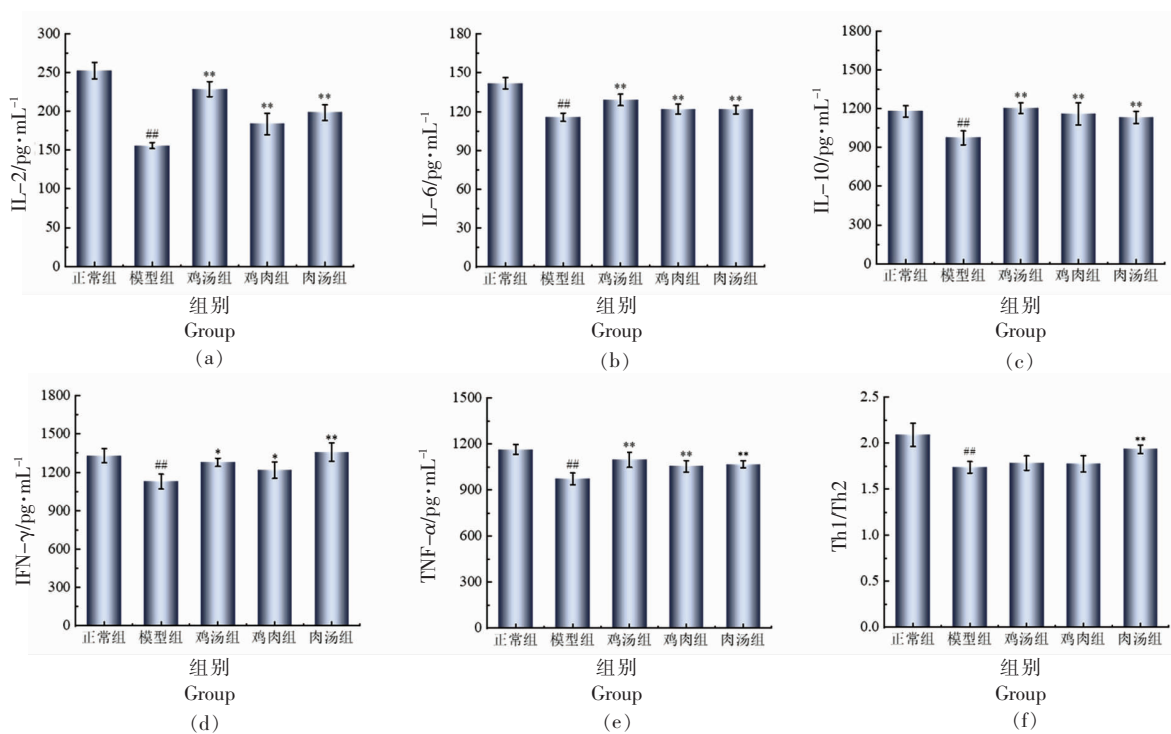 IL-2/pg·mL⁻¹
300
250
200
150
100
50
0
##
**
**
**
正常组 模型组 鸡汤组 鸡肉组 肉汤组
组别
Group
(a)
IL-6/pg·mL⁻¹
180
150
120
90
60
30
0
##
**
**
**
正常组 模型组 鸡汤组 鸡肉组 肉汤组
组别
Group
(b)
IL-10/pg·mL⁻¹
1800
1500
1200
900
600
300
0
##
**
**
**
正常组 模型组 鸡汤组 鸡肉组 肉汤组
组别
Group
(c)
IFN-γ/pg·mL⁻¹
1800
1500
1200
900
600
300
0
##
*
*
**
正常组 模型组 鸡汤组 鸡肉组 肉汤组
组别
Group
(d)
TNF-α/pg·mL⁻¹
1500
1200
900
600
300
0
##
**
**
**
正常组 模型组 鸡汤组 鸡肉组 肉汤组
组别
Group
(e)
Th1/Th2
2.5
2.0
1.5
1.0
0.5
0.0
##
**
正常组 模型组 鸡汤组 鸡肉组 肉汤组
组别
Group
(f)